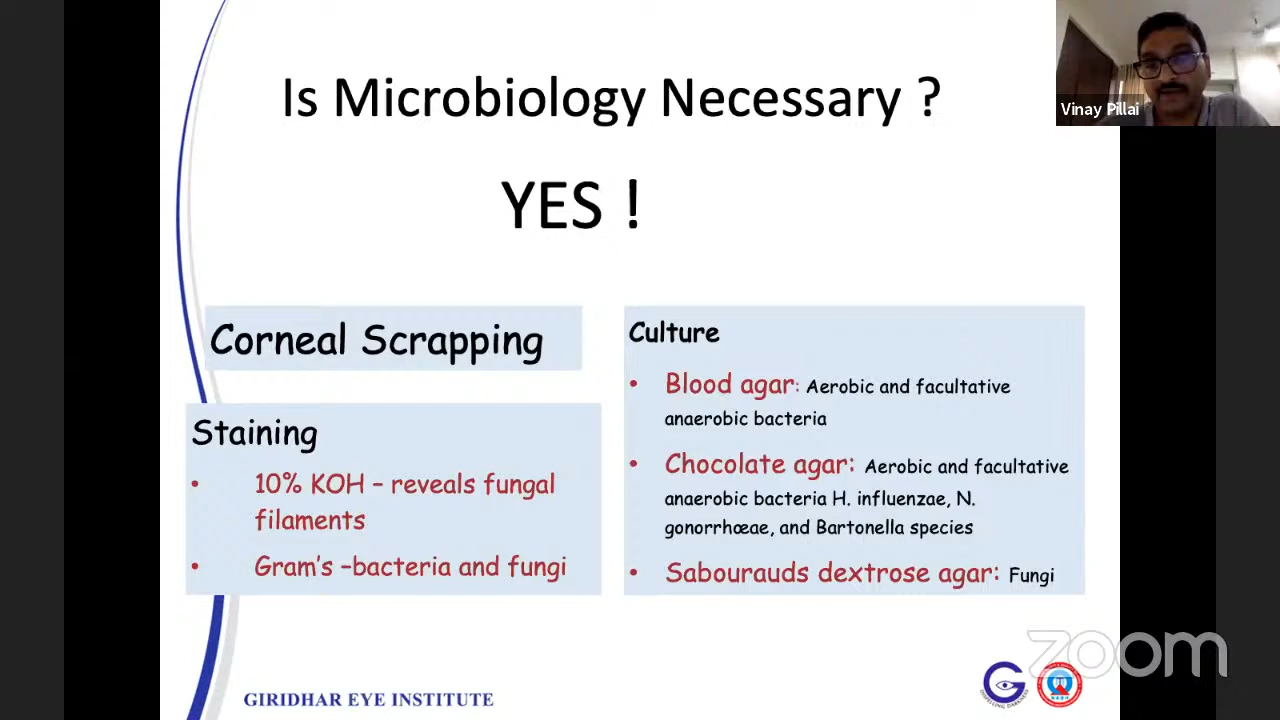 Is Microbiology Necessary ?
YES !
Vinay Pillai
Corneal Scrapping
Staining
• 10% KOH – reveals fungal
filaments
• Gram's –bacteria and fungi
Culture
• Blood agar: Aerobic and facultative
anaerobic bacteria
• Chocolate agar: Aerobic and facultative
anaerobic bacteria H. influenzae, N.
gonorrhœae, and Bartonella species
• Sabourauds dextrose agar: Fungi
zoom
GIRIDHAR EYE INSTITUTE